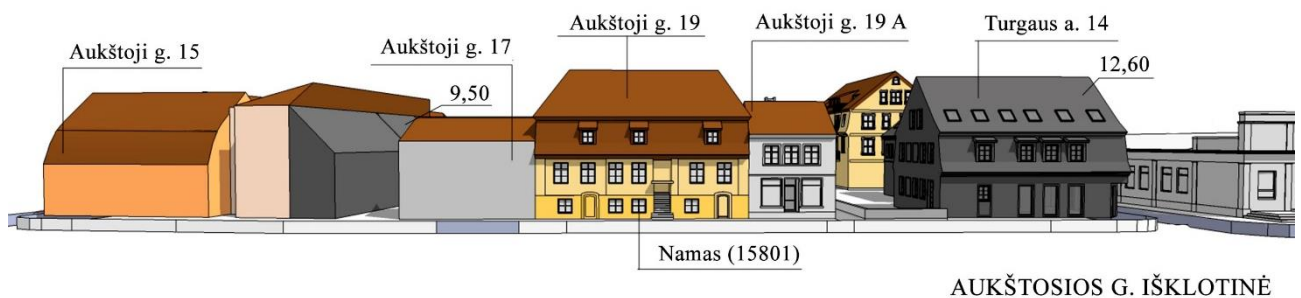 Aukštoji g. 15
Aukštoji g. 17
9,50
Aukštoji g. 19
Aukštoji g. 19 A
Turgaus a. 14
12,60
Namas (15801)
AUKŠTOSIOS G. IŠKLOTINĖ